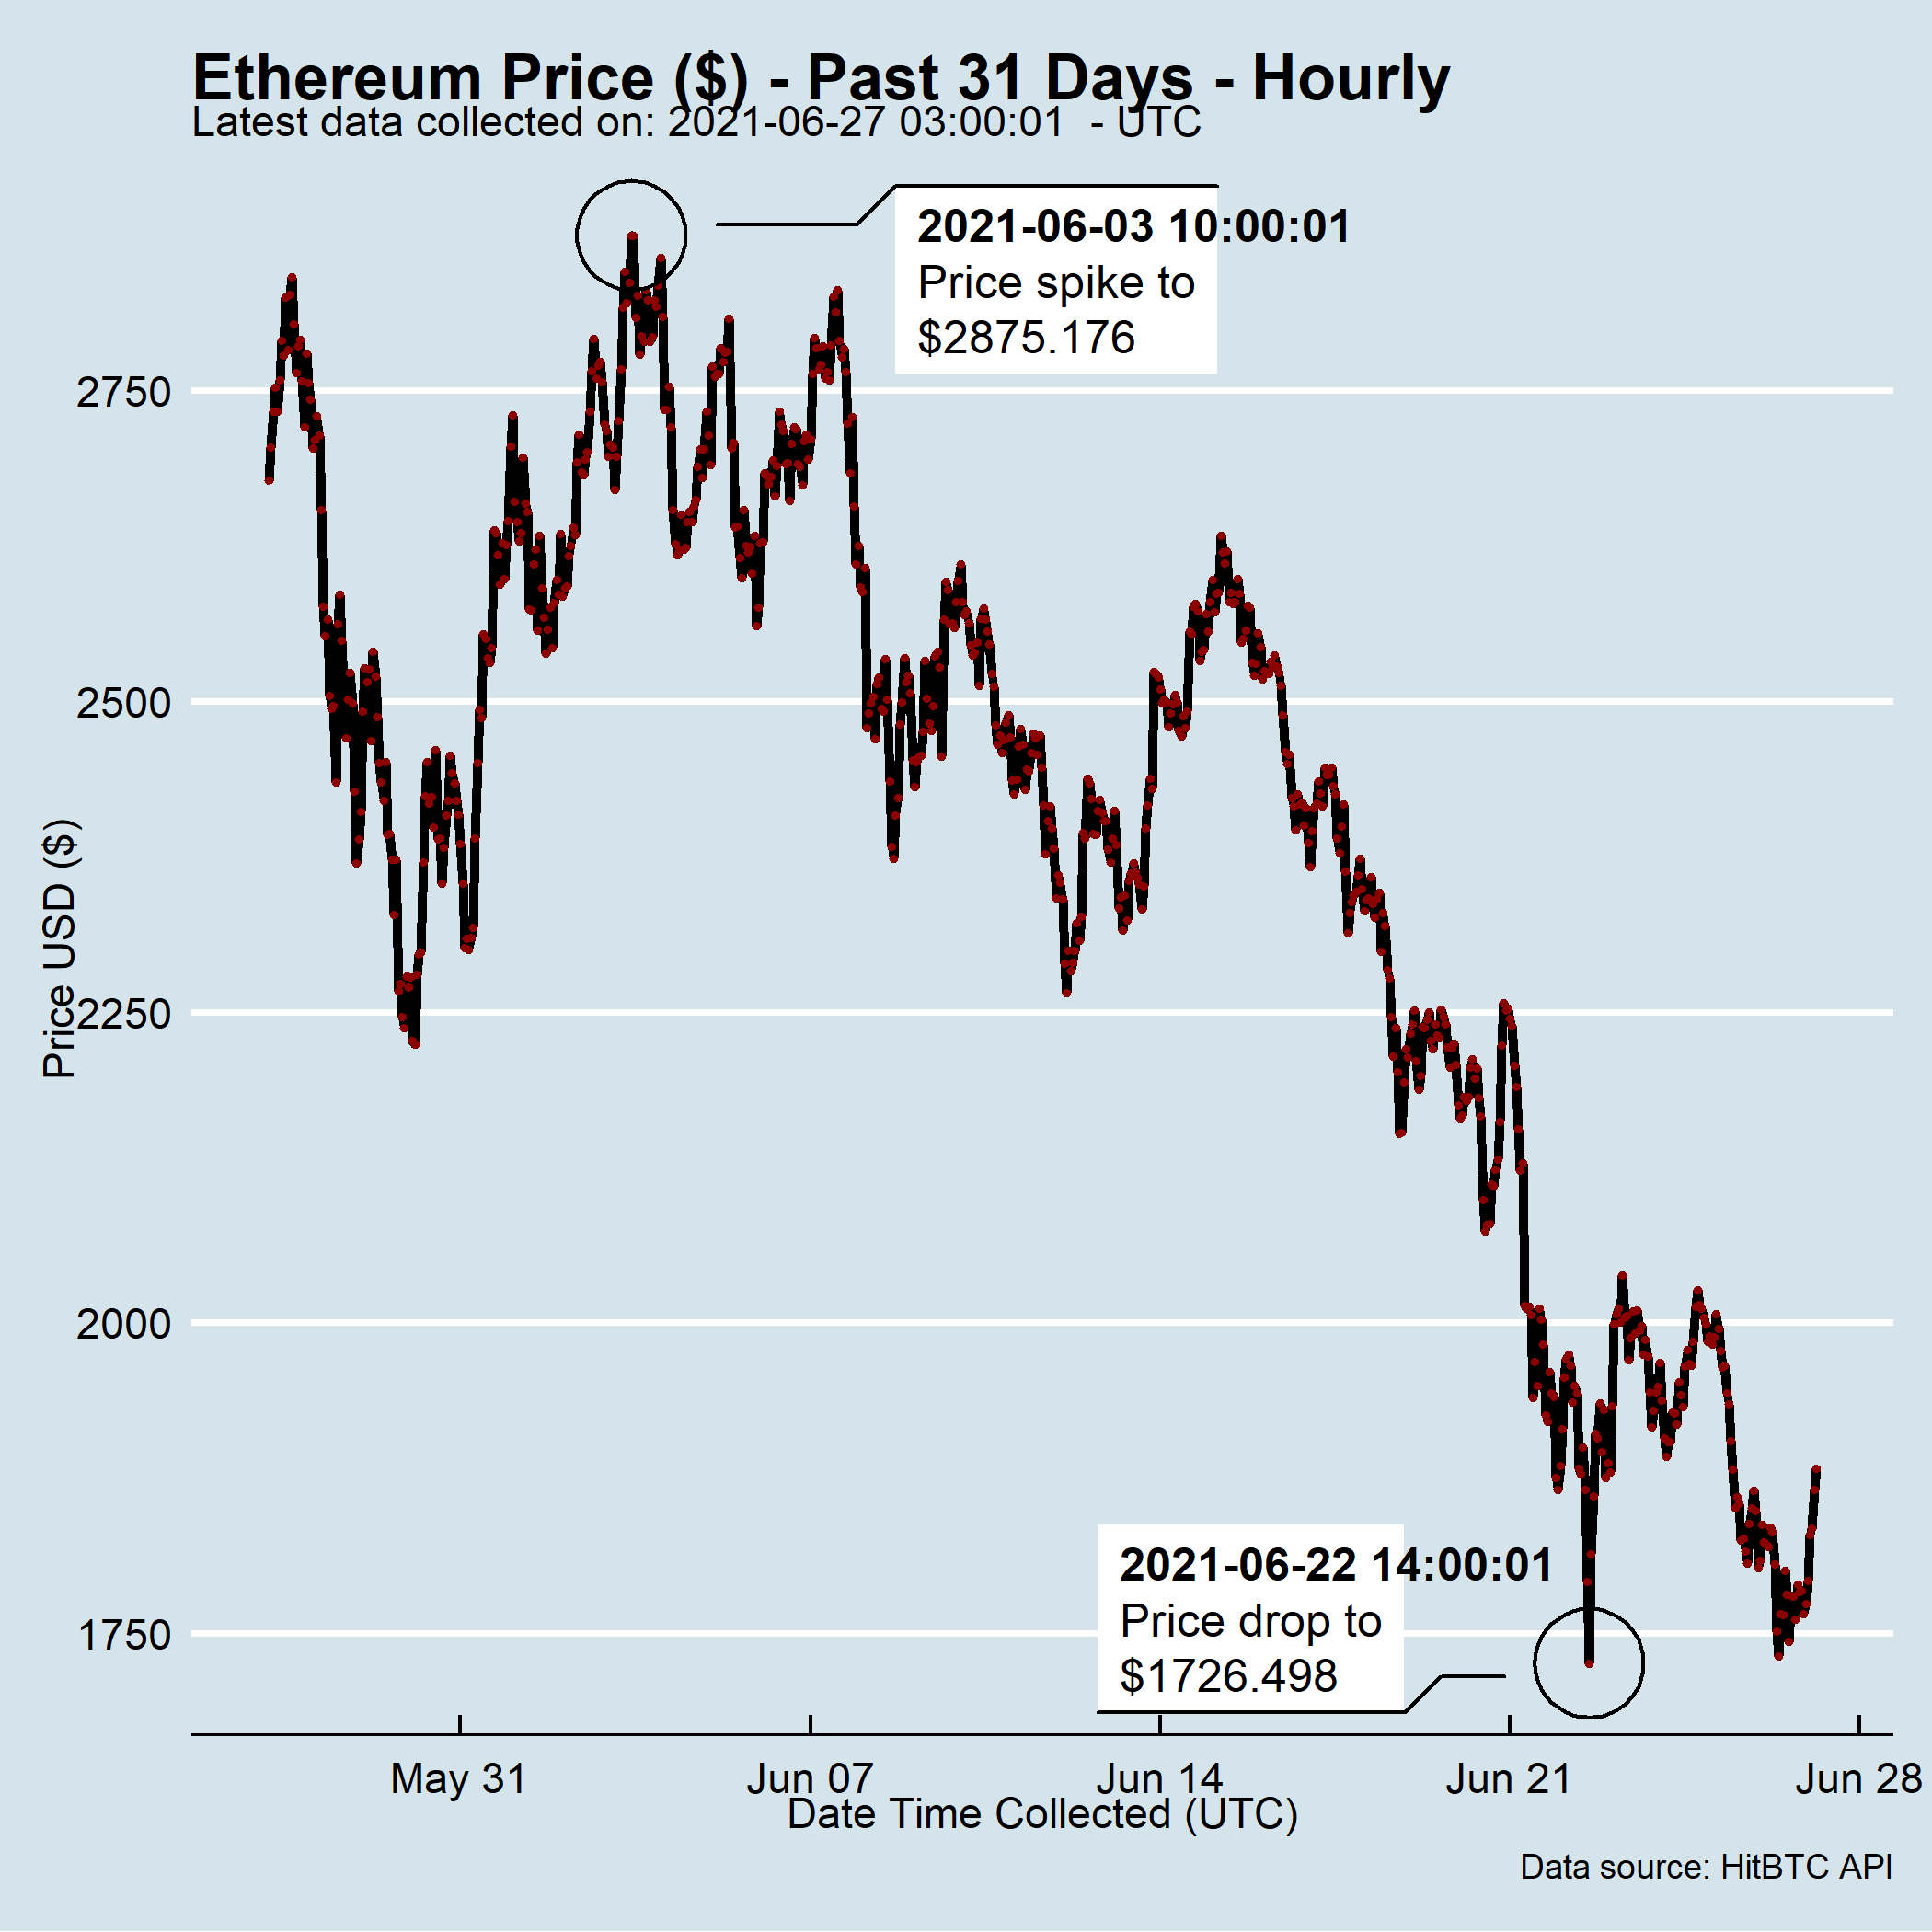 Ethereum Price ($) - Past 31 Days - Hourly
Latest data collected on: 2021-06-27 03:00:01  - UTC
2021-06-03 10:00:01
Price spike to
$2875.176
2750
2500
2250
2000
1750
Price USD ($)
2021-06-22 14:00:01
Price drop to
$1726.498
May 31
Jun 07
Jun 14
Jun 21
Jun 28
Date Time Collected (UTC)
Data source: HitBTC API